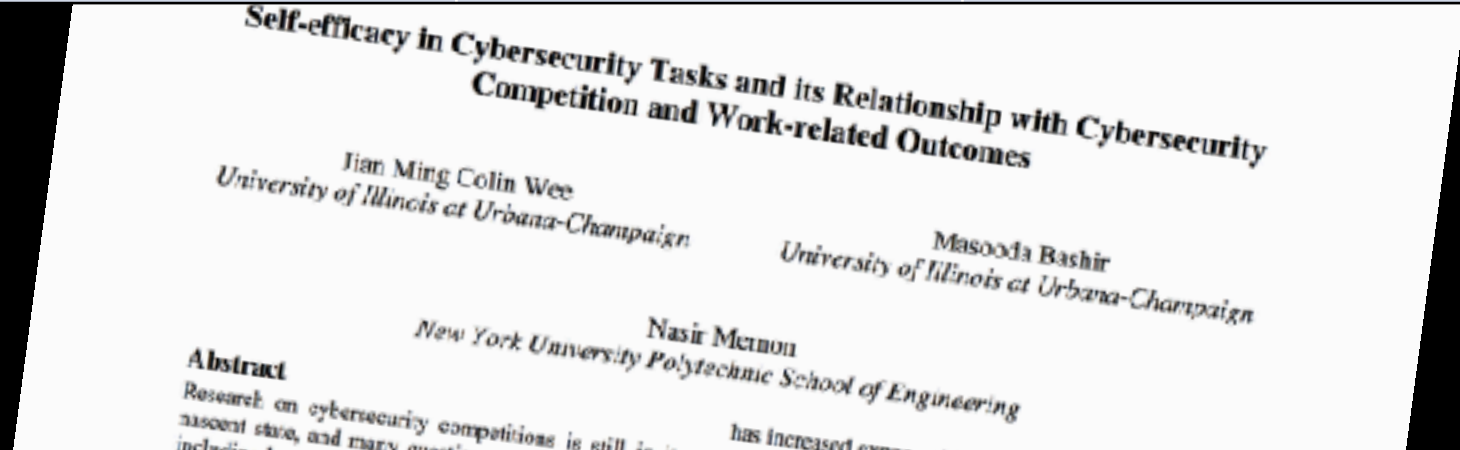 Self-efficacy in Cybersecurity Tasks and its Relationship with Cybersecurity
Competition and Work-related Outcomes
Jian Ming Colin Wee
University of Illinois at Urbana-Champaign
Masooda Bashir
University of Illinois at Urbana-Champaign
Nasir Memon
New York University Polytechnic School of Engineering
Abstract
Research on cybersecurity competitions is still in
nascent state, and many
has increased